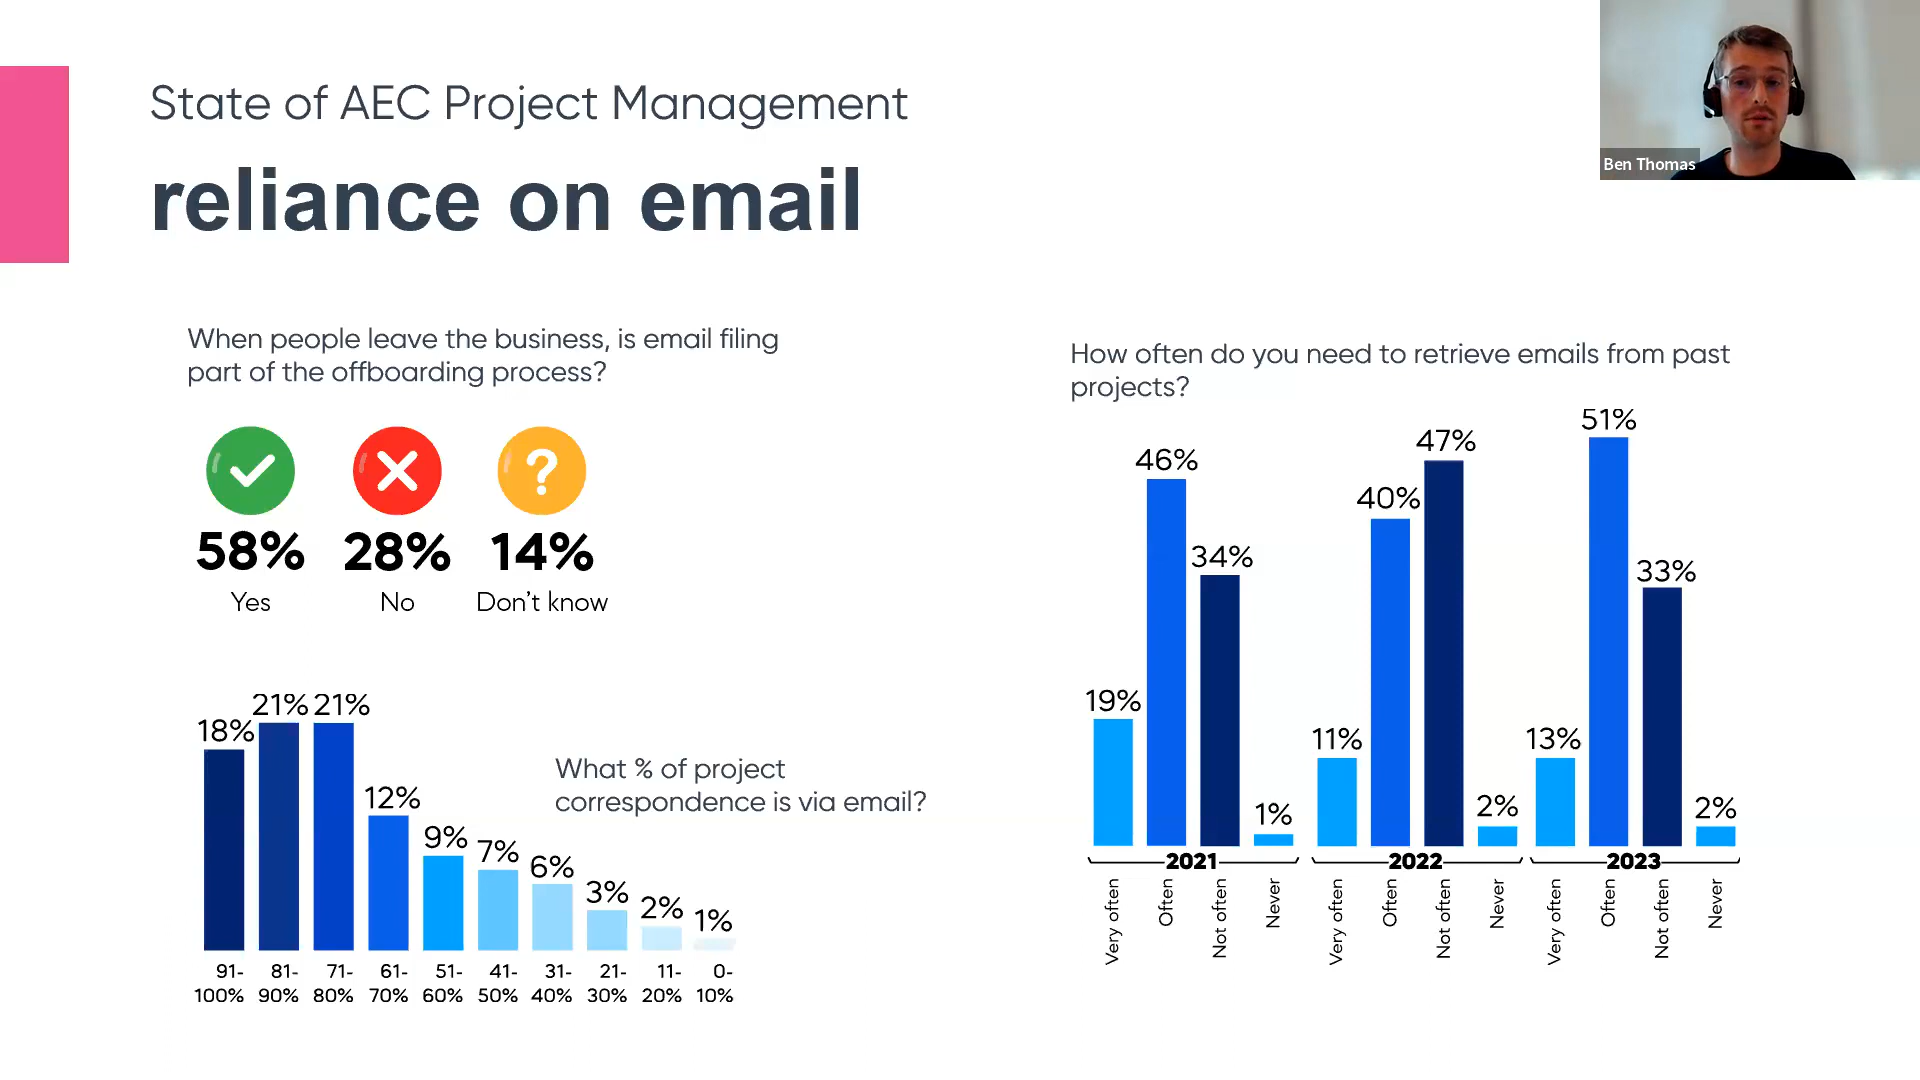 State of AEC Project Management
reliance on email
Ben Thomas
When people leave the business, is email filing
part of the offboarding process?
58% 28% 14%
Yes No Don't know
18% 21% 21% 12% 9% 7% 6% 3% 2% 1%
What % of project
correspondence is via email?
91- 81- 71- 61- 51- 41- 31- 21- 11- 0-
100% 90% 80% 70% 60% 50% 40% 30% 20% 10%
How often do you need to retrieve emails from past
projects?
19% 46% 34% 1% 11% 40% 47% 2% 13% 51% 33% 2%
2021 2022 2023
Very often Often Not often Never Very often Often Not often Never Very often Often Not often Never